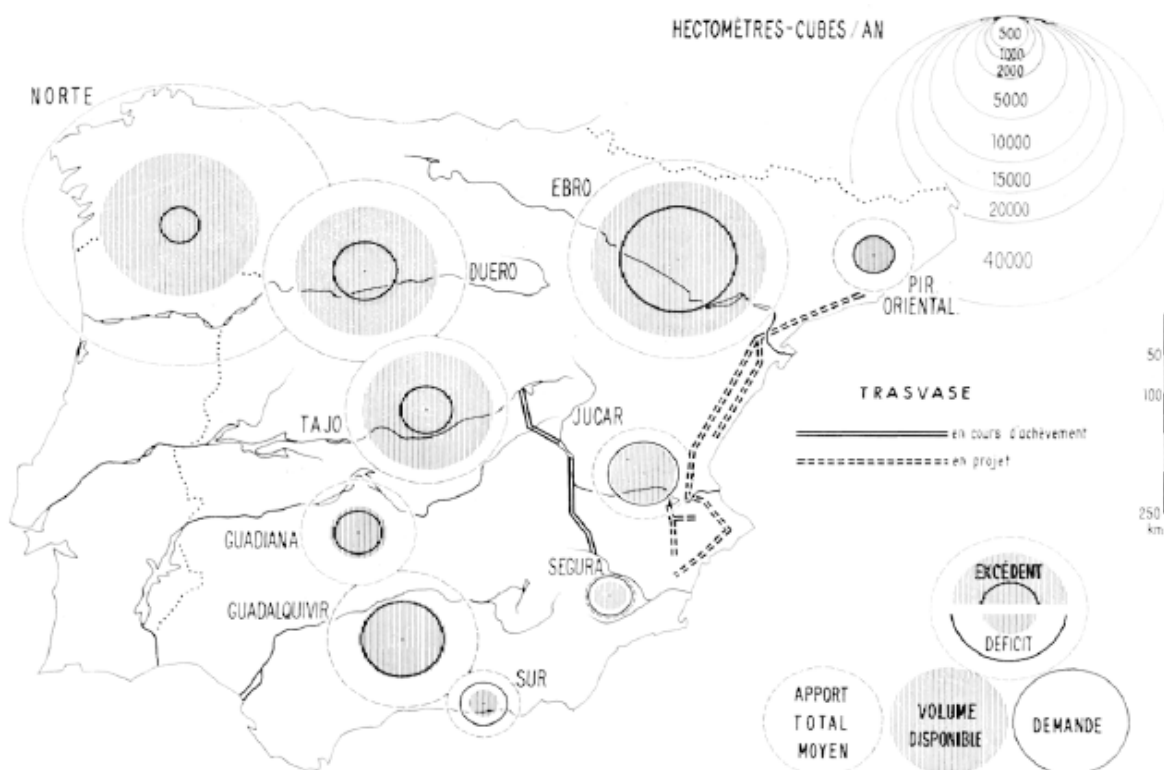 HECTOMÈTRES-CUBES / AN
500
1000
2000
5000
10000
15000
20000
40000
NORTE
EBRO
DUERO
PIR
ORIENTAL.
TAJO
JUCAR
TRASVASE
en cours d'achèvement
en projet
50
100
250
km
GUADIANA
SEGURA
GUADALQUIVIR
SUR
EXCÉDENT
DÉFICIT
APPORT
TOTAL
MOYEN
VOLUME
DISPONIBLE
DEMANDE